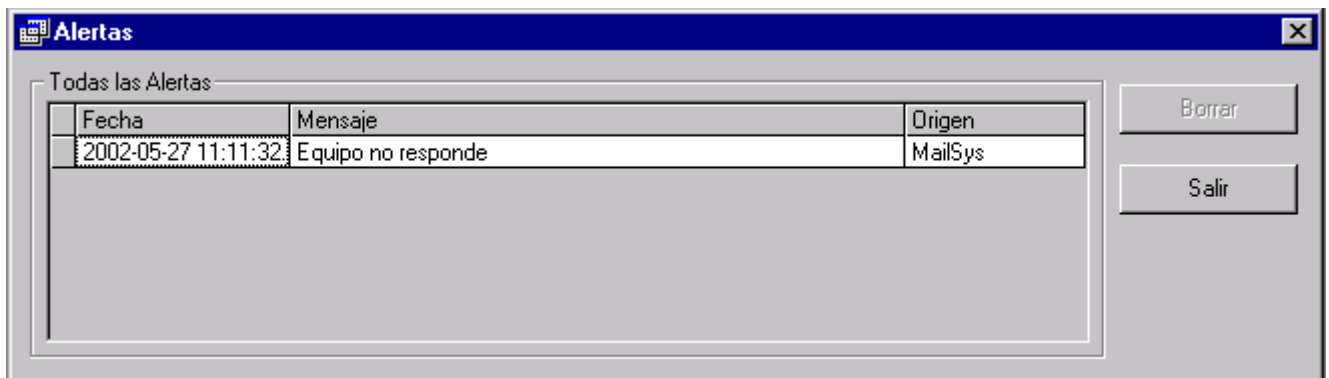 Alertas
Todas las Alertas
Borrar
Fecha Mensaje Origen
2002-05-27 11:11:32. Equipo no responde MailSys
Salir